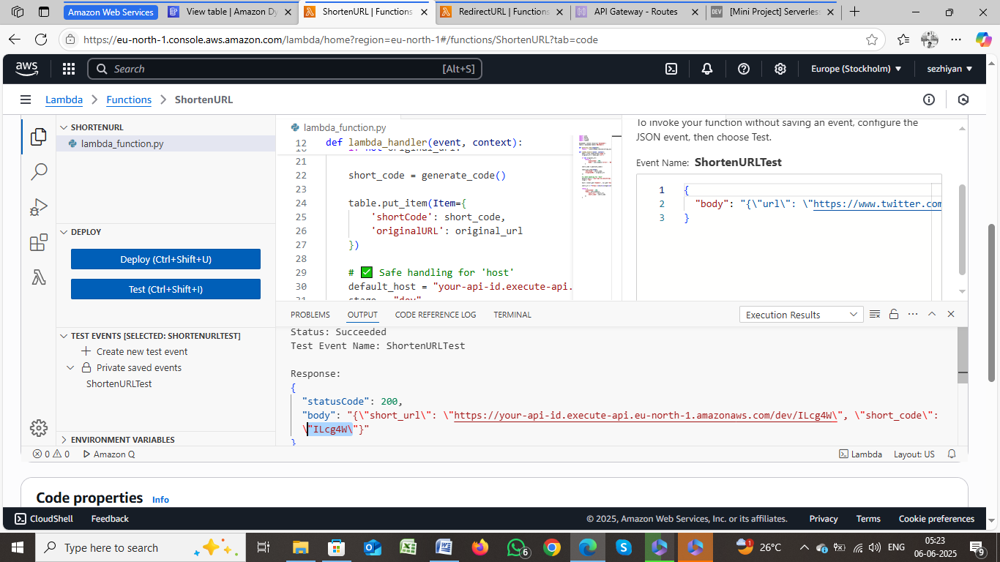 Amazon Web Services
View table | Amazon Dy
ShortenURL | Functions
RedirectURL | Functions
API Gateway - Routes
DEV
[Mini Project] Serverles
https://eu-north-1.console.aws.amazon.com/lambda/home?region=eu-north-1#/functions/ShortenURL?tab=code
aws
Search
[Alt+S]
Europe (Stockholm)
sezhiyan
Lambda
Functions
ShortenURL
SHORTENURL
lambda_function.py
DEPLOY
Deploy (Ctrl+Shift+U)
Test (Ctrl+Shift+I)
TEST EVENTS [SELECTED: SHORTENURLTEST]
Create new test event
Private saved events
ShortenURLTest
ENVIRONMENT VARIABLES
lambda_function.py
12 def lambda_handler(event, context):
21
22 short_code = generate_code()
23
24 table.put_item(Item={
25 'shortCode': short_code,
26 'originalURL': original_url
27 })
28
29 # ✅ Safe handling for 'host'
30 default_host = "your-api-id.execute-api.
31 stage = "dev"
To invoke your function without saving an event, configure the
JSON event, then choose Test.
Event Name: ShortenURLTest
1 {
2 "body": "{\"url\": \"https://www.twitter.com
3 }
PROBLEMS
OUTPUT
CODE REFERENCE LOG
TERMINAL
Execution Results
Status: Succeeded
Test Event Name: ShortenURLTest
Response:
{
"statusCode": 200,
"body": "{\"short_url\": \"https://your-api-id.execute-api.eu-north-1.amazonaws.com/dev/ILcg4W\", \"short_code\":
\"ILcg4W\"}"
}
0 0
Amazon Q
Lambda
Layout: US
Code properties
Info
CloudShell
Feedback
© 2025, Amazon Web Services, Inc. or its affiliates.
Privacy
Terms
Cookie preferences
Type here to search
6
1
26°C
ENG
05:23
06-06-2025
9